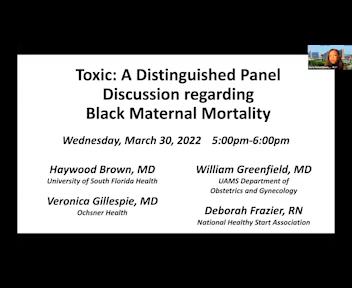 Toxic: A Distinguished Panel
Discussion regarding
Black Maternal Mortality
Wednesday, March 30, 2022 5:00pm-6:00pm
Haywood Brown, MD
University of South Florida Health
Veronica Gillespie, MD
Ochsner Health
William Greenfield, MD
UAMS Department of
Obstetrics and Gynecology
Deborah Frazier, RN
National Healthy Start Association